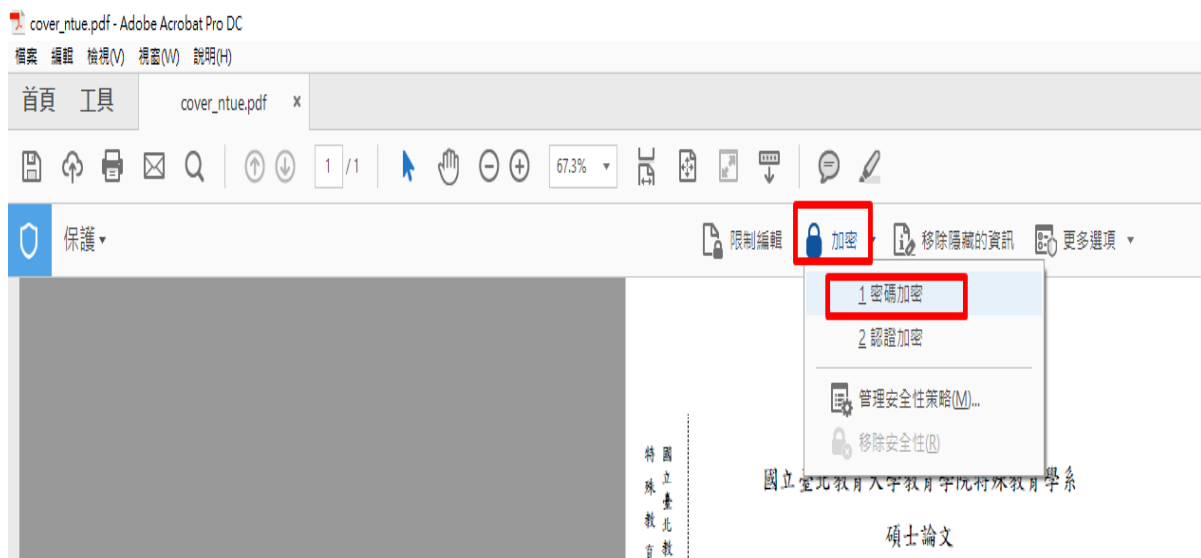 cover_ntue.pdf - Adobe Acrobat Pro DC
檔案 編輯 檢視(V) 視窗(W) 說明(H)
首頁 工具 cover_ntue.pdf ×
1 / 1 67.3%
保護 限制編輯 加密 移除隱藏的資訊 更多選項
1 密碼加密
2 認證加密
管理安全性策略(M)...
移除安全性(R)
國立臺北教
特殊教育
國立臺北教育大學教育學院特殊教育學系
碩士論文